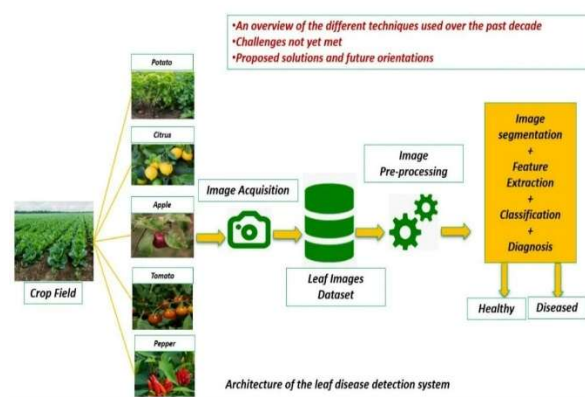 •An overview of the different techniques used over the past decade
•Challenges not yet met
•Proposed solutions and future orientations
Potato
Citrus
Apple
Tomato
Pepper
Crop Field
Image Acquisition
Leaf Images
Dataset
Image
Pre-processing
Image
segmentation
+
Feature
Extraction
+
Classification
+
Diagnosis
Healthy
Diseased
Architecture of the leaf disease detection system